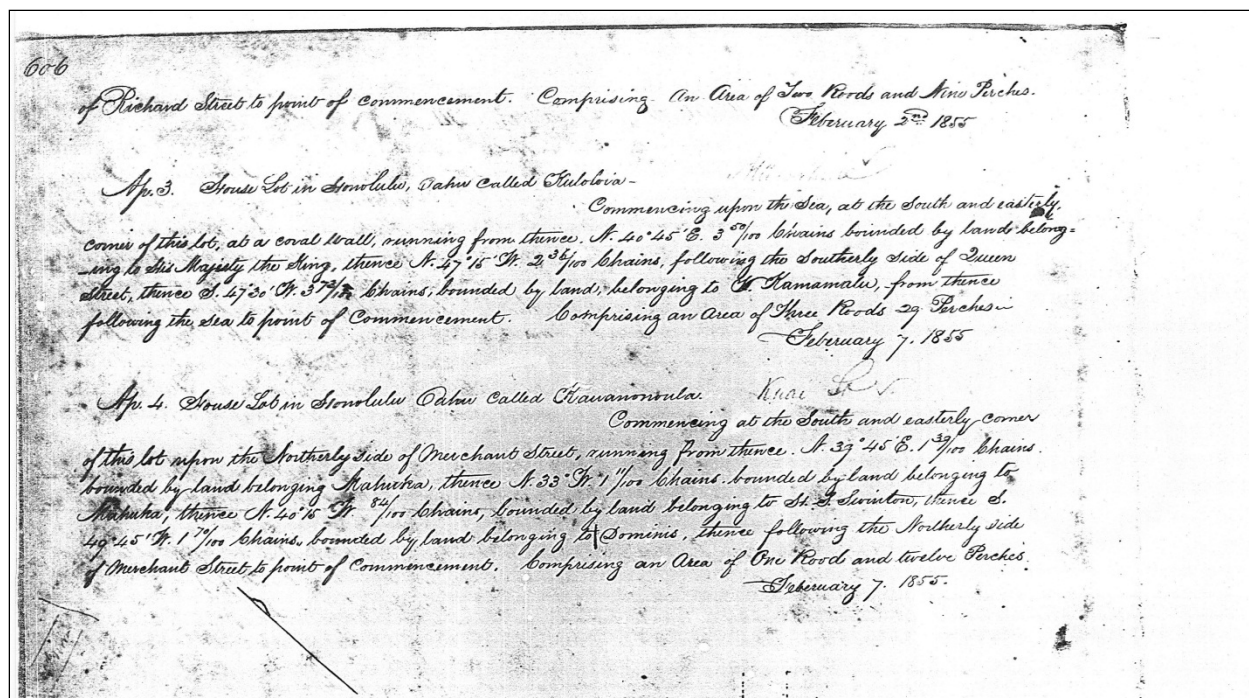 606
of Richard Street to point of commencement. Comprising An Area of Two Roods and Nine Perches.
February 2nd 1855
Ap. 3. House Lot in Honolulu, Oahu called Kuloloia -
Commencing upon the Sea, at the South and easterly
corner of this lot, at a coral wall, running from thence. N. 40° 45' E. 3 50/100 Chains bounded by land belong=
-ing to His Majesty the King, thence N. 47° 15' W. 2 36/100 Chains, following the Southerly side of Queen
Street, thence S. 47° 30' W. 3 Chains, bounded by land, belonging to Kamamalu, from thence
following the Sea to point of Commencement. Comprising an Area of Three Roods 29 Perches
February 7. 1855
Ap. 4. House Lot in Honolulu Oahu called Kauanonoula.
Commencing at the South and easterly corner
of this lot upon the Northerly side of Merchant Street, running from thence. N. 39° 45' E. 1 39/100 Chains.
bounded by land belonging Mahuka, thence N. 33° W. 1 11/100 Chains. bounded by land belonging to
Mahuka, thence N. 40° 15' W. 84/100 Chains, bounded by land belonging to Swinton, thence S.
49° 45' W. 1 70/100 Chains, bounded by land belonging to Dominis, thence following the Northerly side
of Merchant Street to point of Commencement. Comprising an Area of One Rood and twelve Perches.
February 7. 1855.